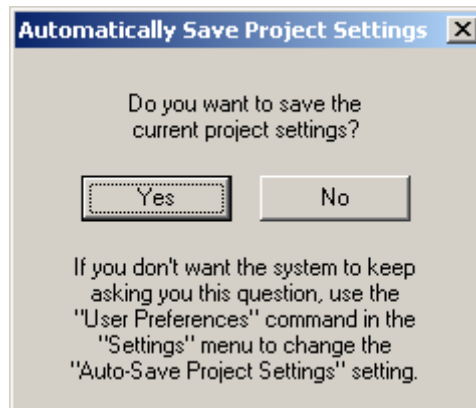 Automatically Save Project Settings
Do you want to save the
current project settings?
Yes
No
If you don't want the system to keep
asking you this question, use the
"User Preferences" command in the
"Settings" menu to change the
"Auto-Save Project Settings" setting.